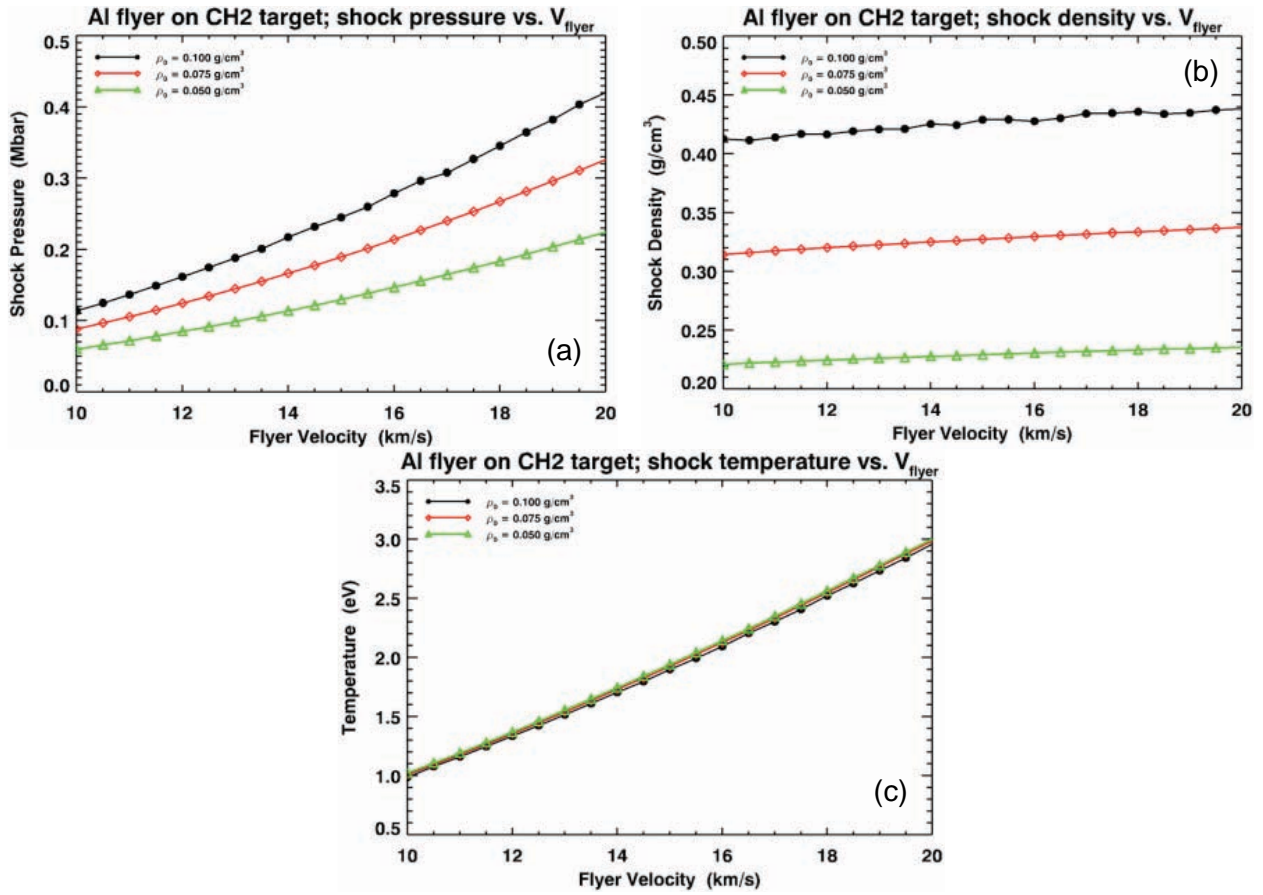 Al flyer on CH2 target; shock pressure vs. V_flyer
0.5
0.4
0.3
0.2
0.1
0.0
Shock Pressure (Mbar)
ρ₀ = 0.100 g/cm³
ρ₀ = 0.075 g/cm³
ρ₀ = 0.050 g/cm³
(a)
10 12 14 16 18 20
Flyer Velocity (km/s)
Al flyer on CH2 target; shock density vs. V_flyer
0.50
0.45
0.40
0.35
0.30
0.25
0.20
Shock Density (g/cm³)
ρ₀ = 0.100 g/cm³
ρ₀ = 0.075 g/cm³
ρ₀ = 0.050 g/cm³
(b)
10 12 14 16 18 20
Flyer Velocity (km/s)
Al flyer on CH2 target; shock temperature vs. V_flyer
3.5
3.0
2.5
2.0
1.5
1.0
0.5
Temperature (eV)
ρ₀ = 0.100 g/cm³
ρ₀ = 0.075 g/cm³
ρ₀ = 0.050 g/cm³
(c)
10 12 14 16 18 20
Flyer Velocity (km/s)